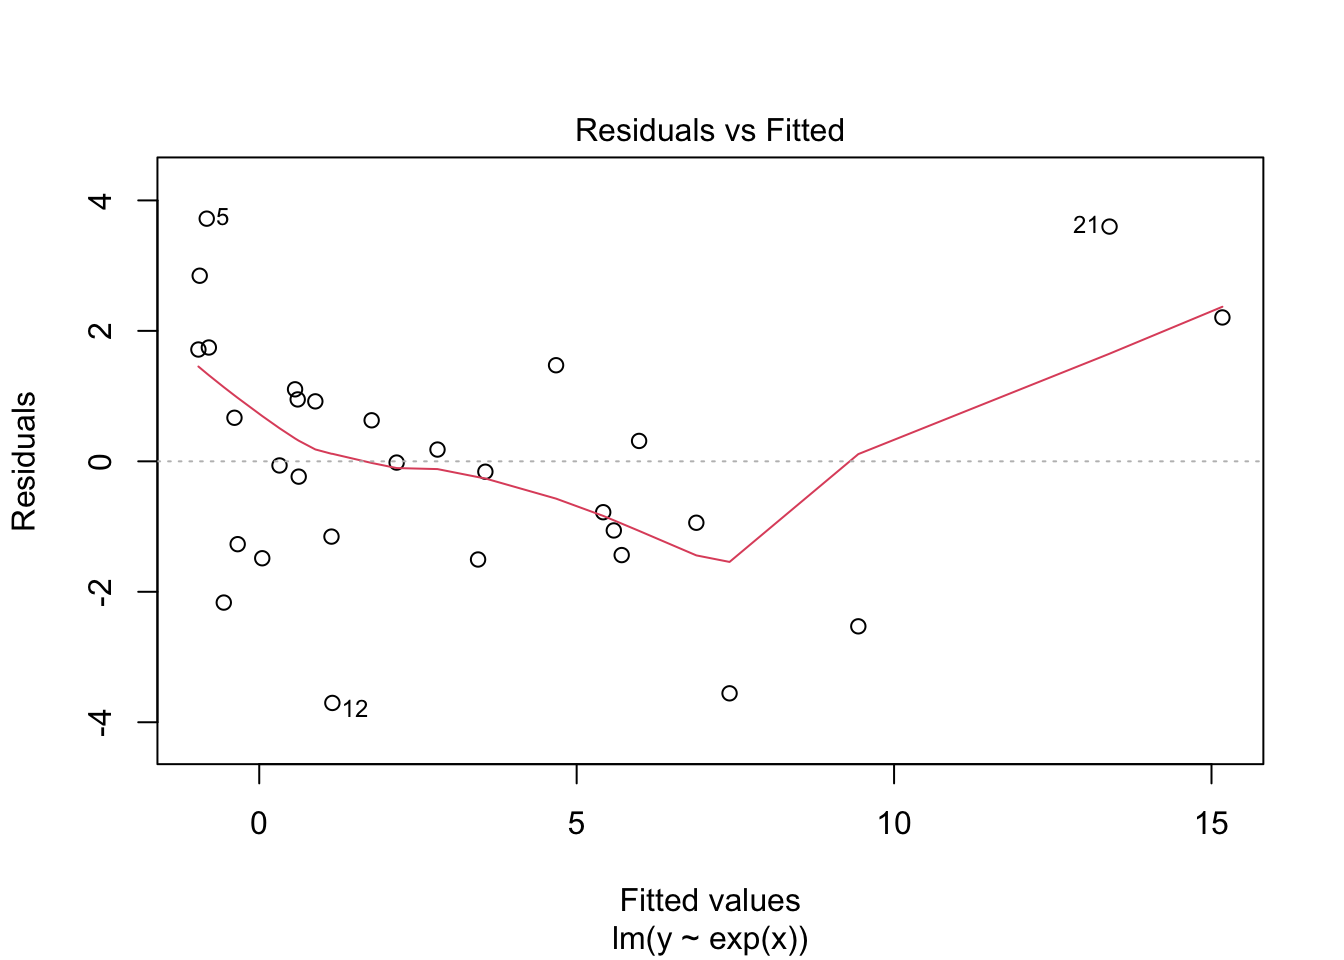 Residuals vs Fitted
Residuals
4
2
0
-2
-4
5
21
12
0 5 10 15
Fitted values
lm(y ~ exp(x))